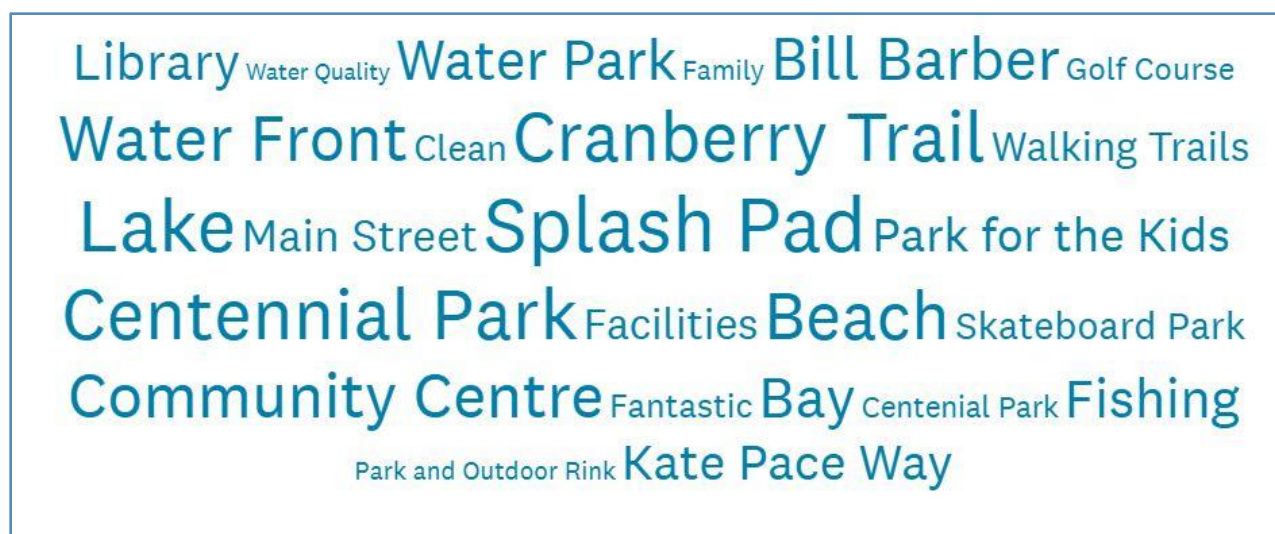 Library Water Quality Water Park Family Bill Barber Golf Course
Water Front Clean Cranberry Trail Walking Trails
Lake Main Street Splash Pad Park for the Kids
Centennial Park Facilities Beach Skateboard Park
Community Centre Fantastic Bay Centenial Park Fishing
Park and Outdoor Rink Kate Pace Way